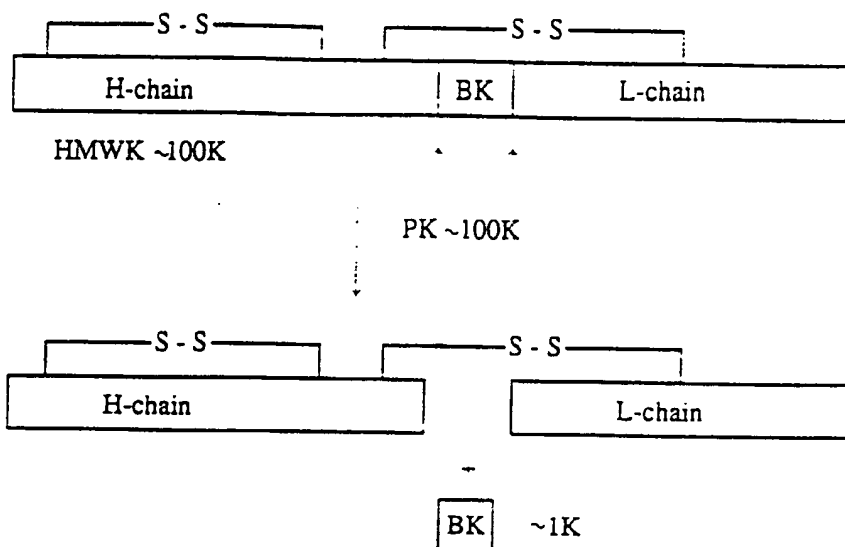 S - S S - S
H-chain BK L-chain
HMWK ~100K
PK ~100K
S - S S - S
H-chain L-chain
+
BK ~1K